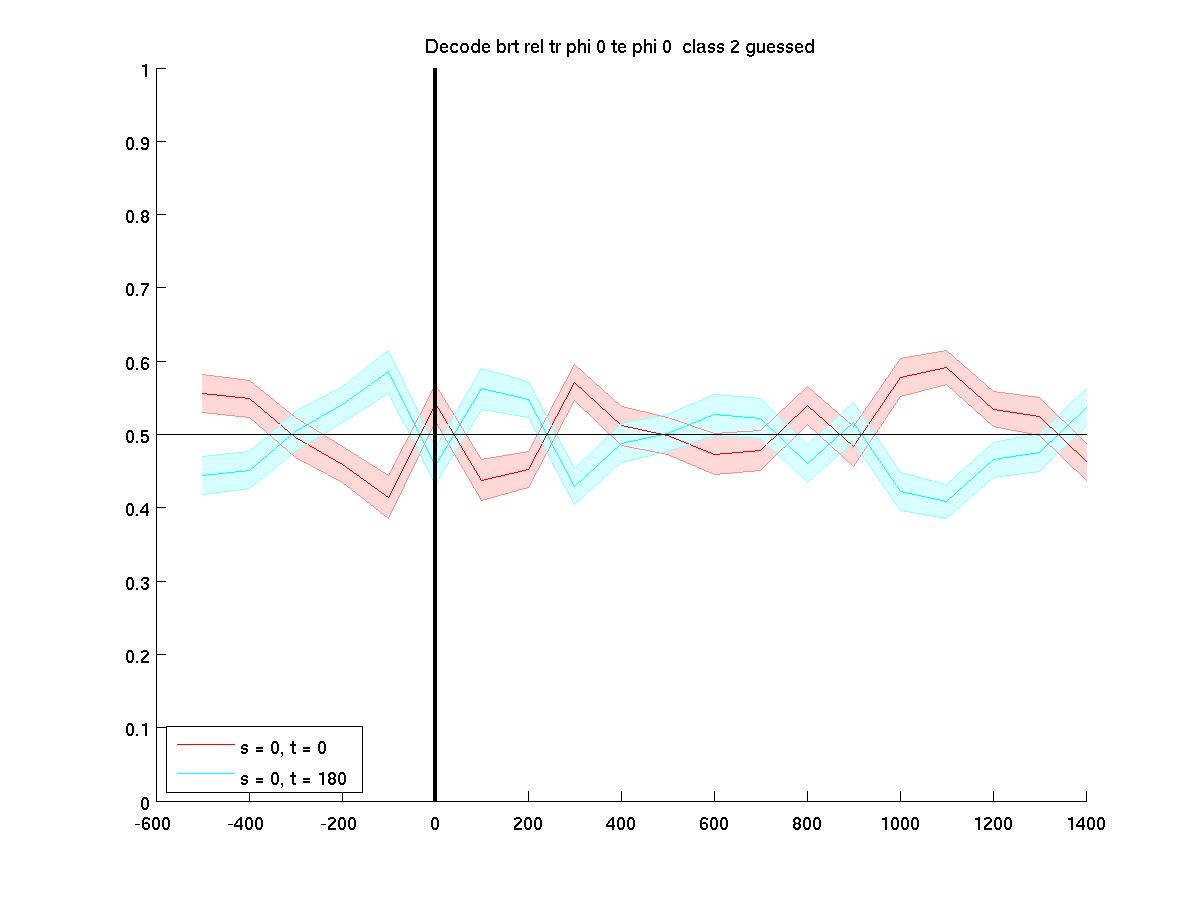 Decode brt rel tr phi 0 te phi 0  class 2 guessed
1
0.9
0.8
0.7
0.6
0.5
0.4
0.3
0.2
0.1
0
s = 0, t = 0
s = 0, t = 180
-600 -400 -200 0 200 400 600 800 1000 1200 1400